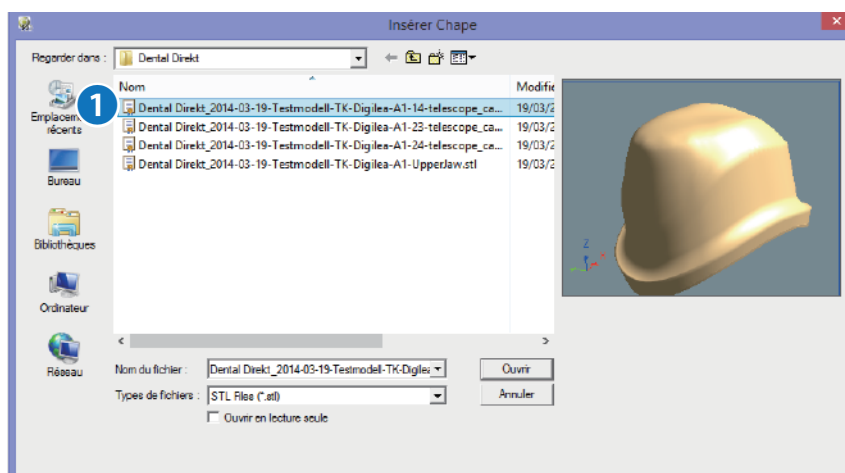 Insérer Chape
Regarder dans :
Dental Direkt
Nom
Modifié
1
Dental Direkt_2014-03-19-Testmodell-TK-Digilea-A1-14-telescope_ca...
19/03/2
Dental Direkt_2014-03-19-Testmodell-TK-Digilea-A1-23-telescope_ca...
19/03/2
Dental Direkt_2014-03-19-Testmodell-TK-Digilea-A1-24-telescope_ca...
19/03/2
Dental Direkt_2014-03-19-Testmodell-TK-Digilea-A1-UpperJaw.stl
19/03/2
Emplacem
récents
Bureau
Bibliothèques
Ordinateur
Réseau
Z
Nom du fichier :
Dental Direkt_2014-03-19-Testmodell-TK-Digilea
Ouvrir
Types de fichiers :
STL Files (*.stl)
Annuler
Ouvrir en lecture seule